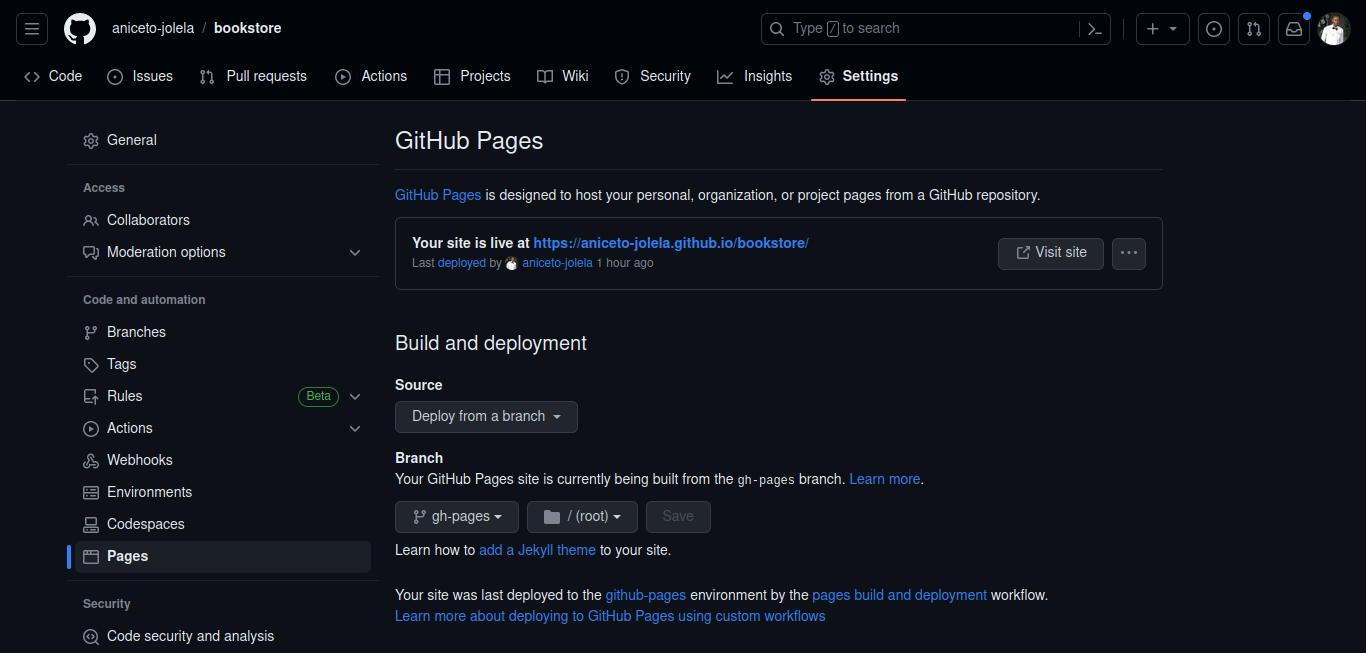 aniceto-jolela / bookstore
Type / to search
Code
Issues
Pull requests
Actions
Projects
Wiki
Security
Insights
Settings
General
Access
Collaborators
Moderation options
Code and automation
Branches
Tags
Rules Beta
Actions
Webhooks
Environments
Codespaces
Pages
Security
Code security and analysis
GitHub Pages
GitHub Pages is designed to host your personal, organization, or project pages from a GitHub repository.
Your site is live at https://aniceto-jolela.github.io/bookstore/
Last deployed by aniceto-jolela 1 hour ago
Visit site
Build and deployment
Source
Deploy from a branch
Branch
Your GitHub Pages site is currently being built from the gh-pages branch. Learn more.
gh-pages / (root) Save
Learn how to add a Jekyll theme to your site.
Your site was last deployed to the github-pages environment by the pages build and deployment workflow.
Learn more about deploying to GitHub Pages using custom workflows